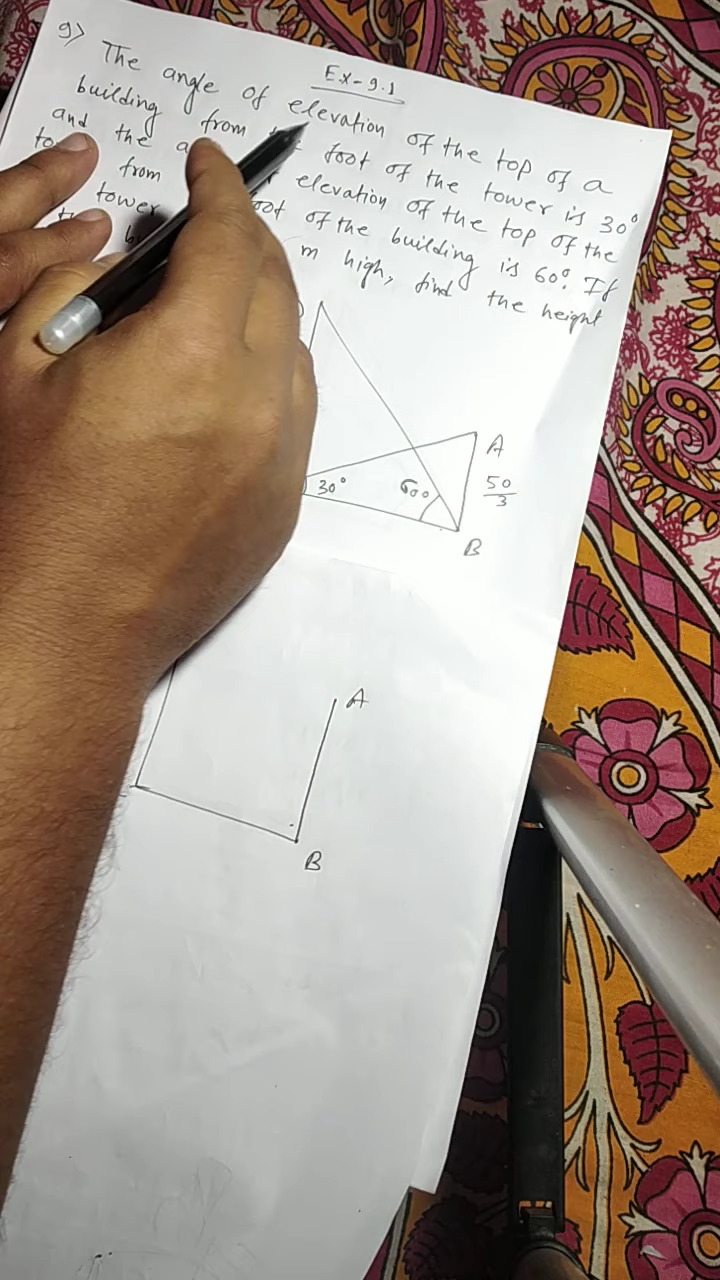 Ex-9.1
9> The angle of elevation of the top of a
building from foot of the tower is 30°
and the elevation of the top of the
from foot of the building is 60°. If
tower m high, find the height
A
30°
60°
50/3
B
A
B